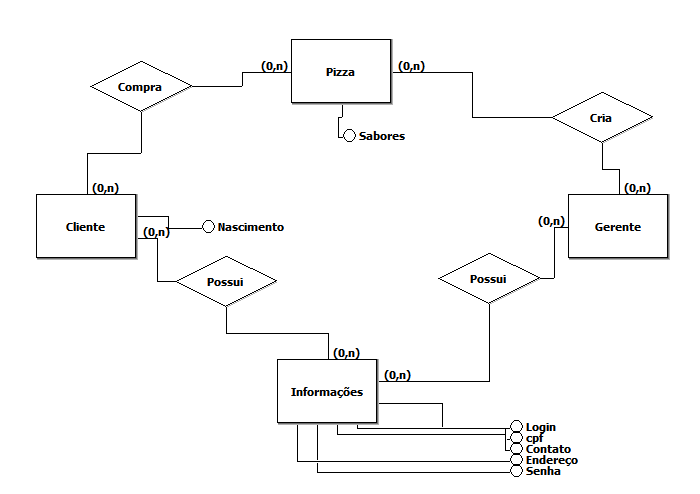 (0,n)
Pizza
(0,n)
Compra
Cria
Sabores
(0,n)
(0,n)
Cliente
Nascimento
(0,n)
(0,n)
Gerente
Possui
Possui
(0,n)
(0,n)
Informações
Login
cpf
Contato
Endereço
Senha